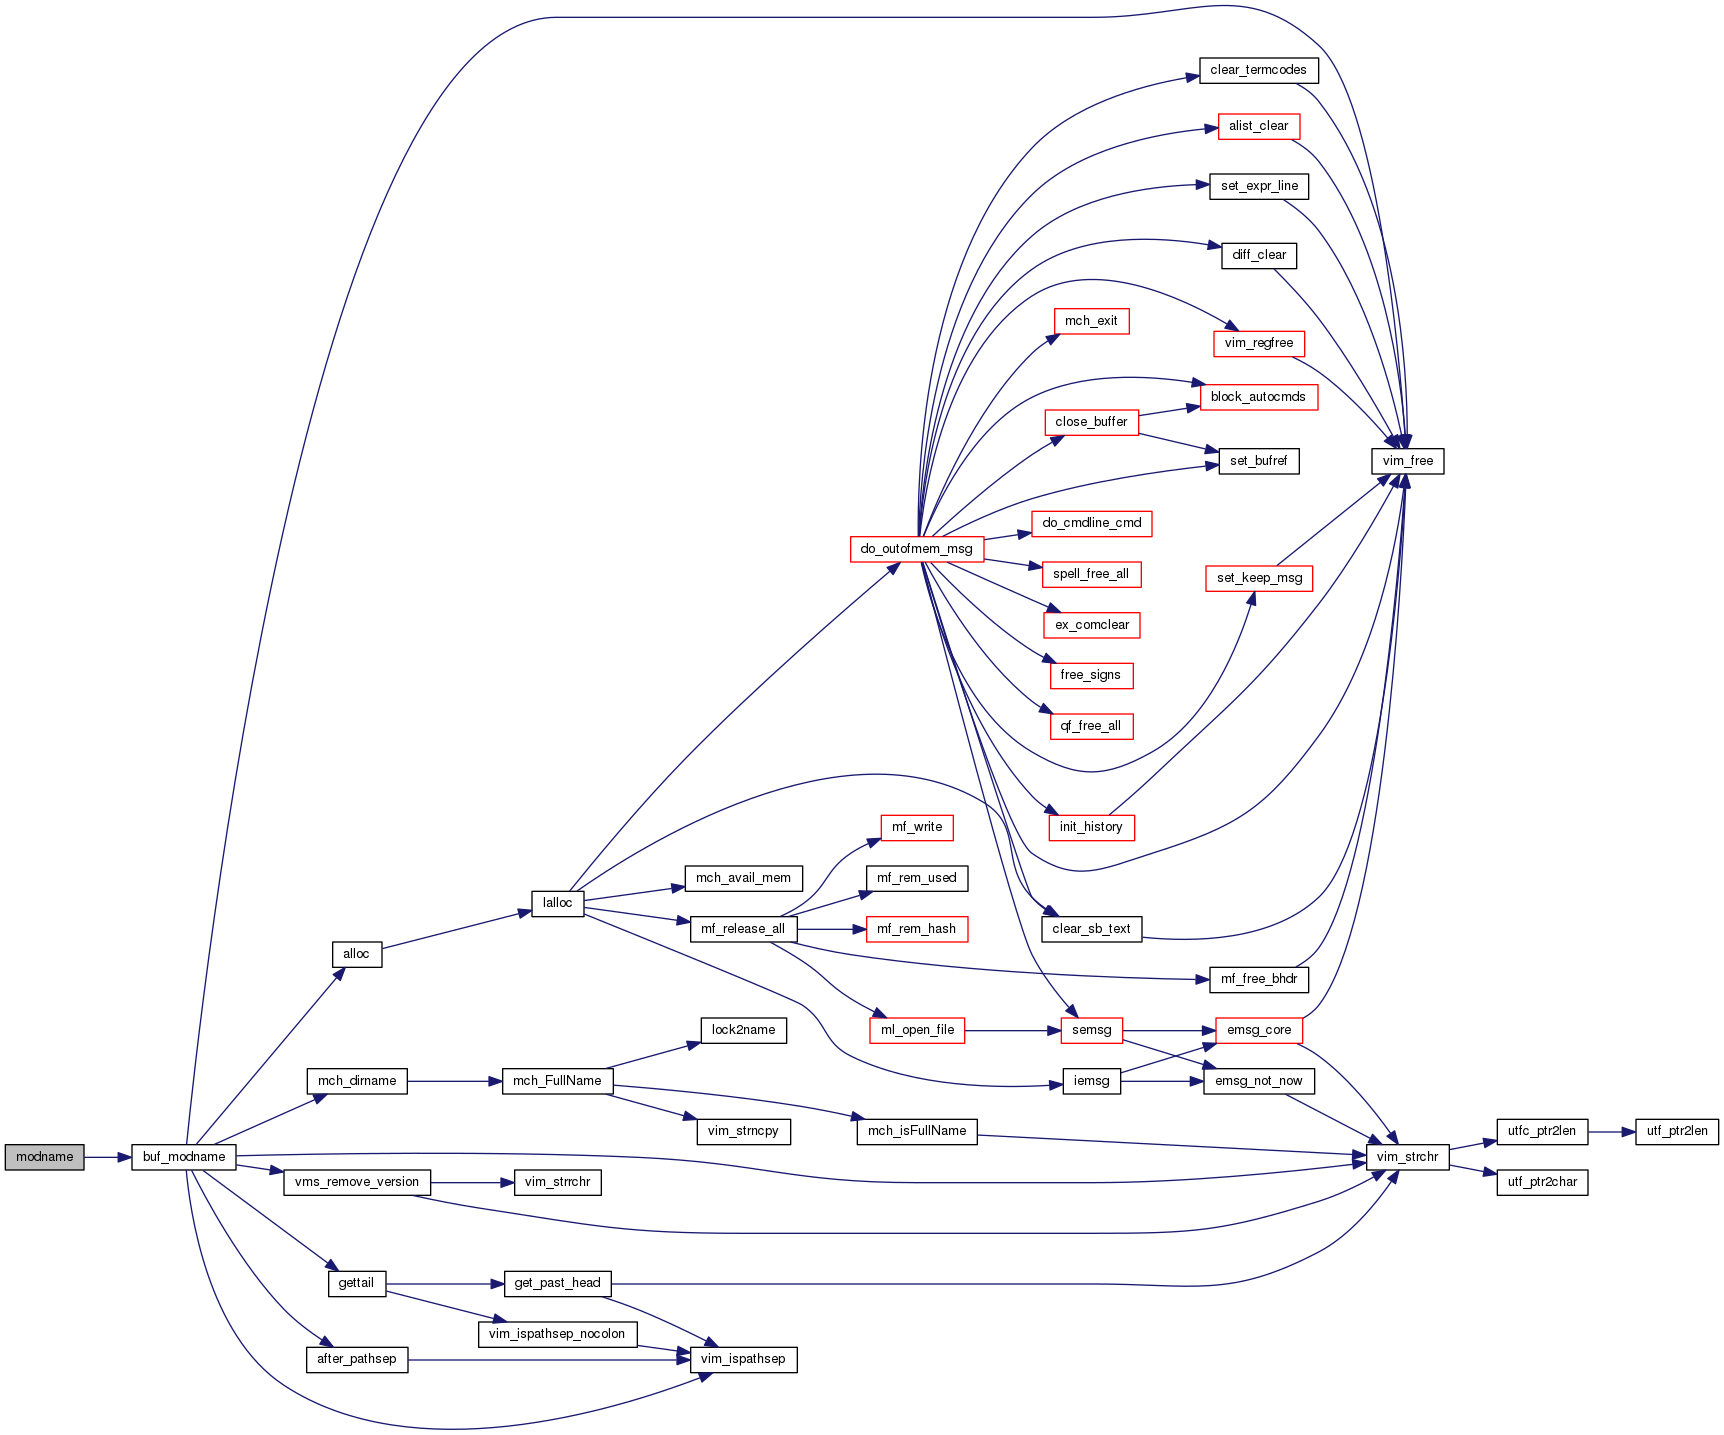 clear_termcodes
alist_clear
set_expr_line
diff_clear
mch_exit
vim_regfree
block_autocmds
close_buffer
set_bufref
vim_free
do_cmdline_cmd
do_outofmem_msg
spell_free_all
set_keep_msg
ex_comclear
free_signs
qf_free_all
mf_write
init_history
mch_avail_mem
mf_rem_used
lalloc
mf_release_all
mf_rem_hash
clear_sb_text
alloc
mf_free_bhdr
lock2name
ml_open_file
semsg
emsg_core
mch_dirname
mch_FullName
iemsg
emsg_not_now
vim_strncpy
mch_isFullName
utfc_ptr2len
utf_ptr2len
modname
buf_modname
vim_strchr
vms_remove_version
vim_strrchr
utf_ptr2char
gettail
get_past_head
vim_ispathsep_nocolon
after_pathsep
vim_ispathsep